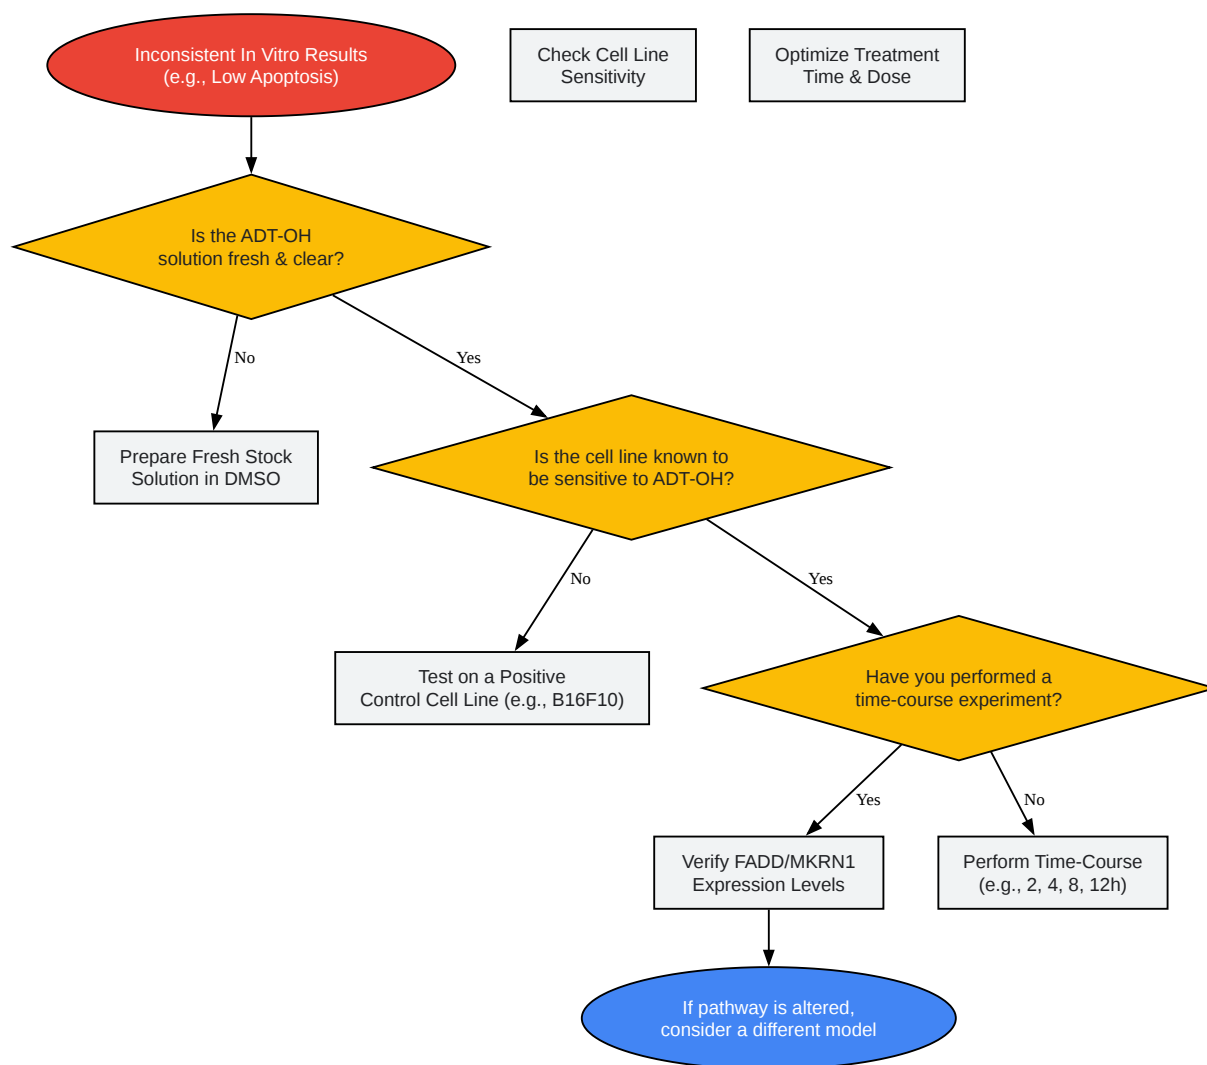 Inconsistent In Vitro Results
(e.g., Low Apoptosis)
Check Cell Line
Sensitivity
Optimize Treatment
Time & Dose
Is the ADT-OH
solution fresh & clear?
No
Yes
Prepare Fresh Stock
Solution in DMSO
Is the cell line known to
be sensitive to ADT-OH?
No
Yes
Test on a Positive
Control Cell Line (e.g., B16F10)
Have you performed a
time-course experiment?
Yes
No
Verify FADD/MKRN1
Expression Levels
Perform Time-Course
(e.g., 2, 4, 8, 12h)
If pathway is altered,
consider a different model